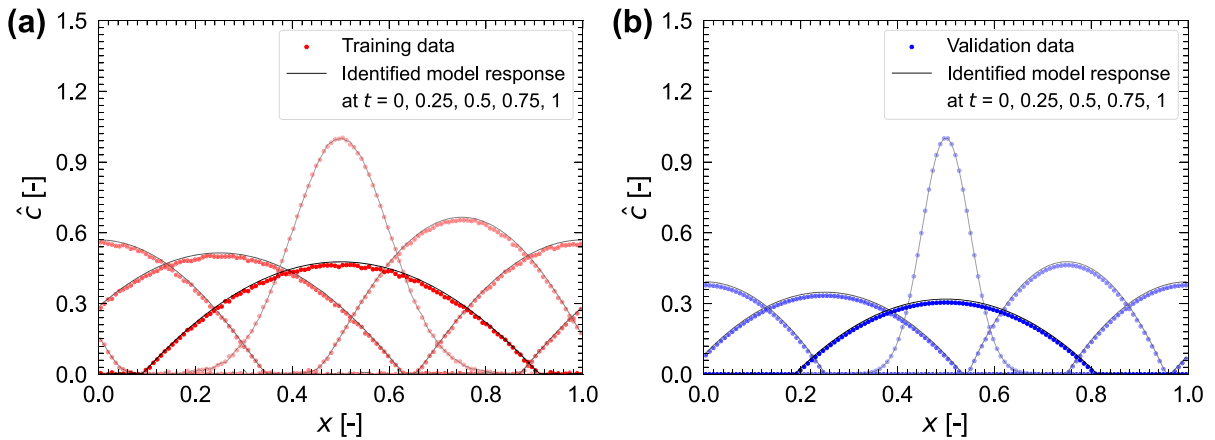 (a)
1.5
1.2
0.9
0.6
0.3
0.0
ĉ [-]
Training data
Identified model response
at t = 0, 0.25, 0.5, 0.75, 1
0.0 0.2 0.4 0.6 0.8 1.0
x [-]
(b)
1.5
1.2
0.9
0.6
0.3
0.0
ĉ [-]
Validation data
Identified model response
at t = 0, 0.25, 0.5, 0.75, 1
0.0 0.2 0.4 0.6 0.8 1.0
x [-]